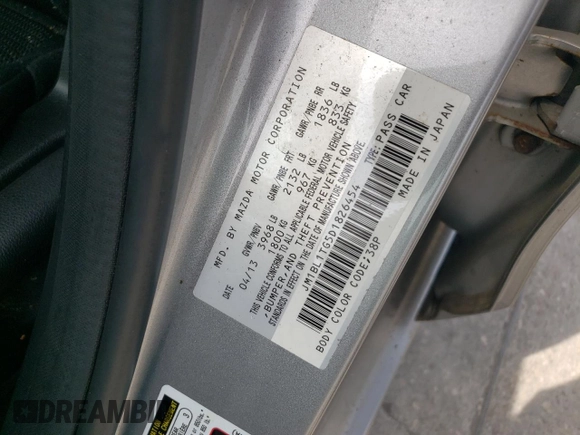 MFD. BY MAZDA MOTOR CORPORATION
DATE GVWR/PNBV GAWR/PNBE FRT GAWR/PNBE RR
04/13 3968 LB 2132 LB 1836 LB
1800 KG 967 KG 833 KG
THIS VEHICLE CONFORMS TO ALL APPLICABLE FEDERAL MOTOR VEHICLE SAFETY
,BUMPER,AND THEFT PREVENTION
STANDARDS IN EFFECT ON THE DATE OF MANUFACTURE SHOWN ABOVE
JM1BL1TG5D1826454 TYPE: PASS CAR
BODY COLOR CODE:38P MADE IN JAPAN
DREAMBI